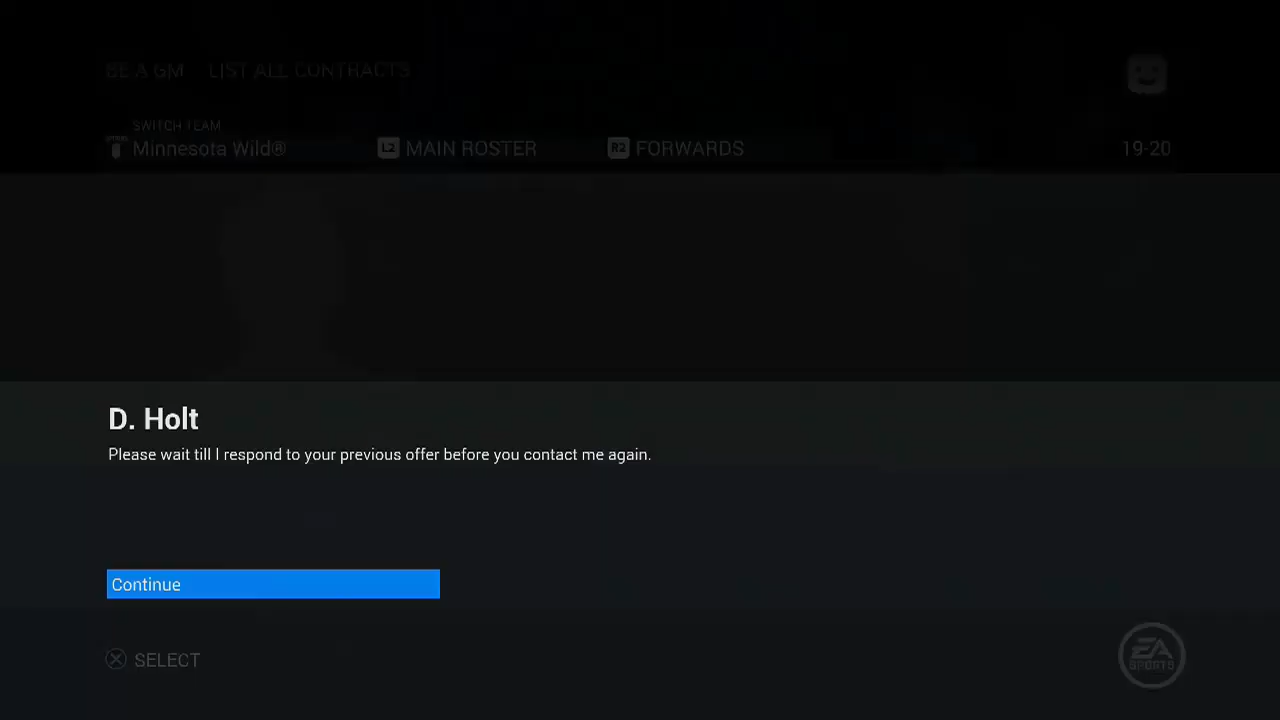 BE A GM LIST ALL CONTRACTS
SWITCH TEAM
Minnesota Wild® L2 MAIN ROSTER R2 FORWARDS 19-20
D. Holt
Please wait till I respond to your previous offer before you contact me again.
Continue
SELECT
EA
SPORTS